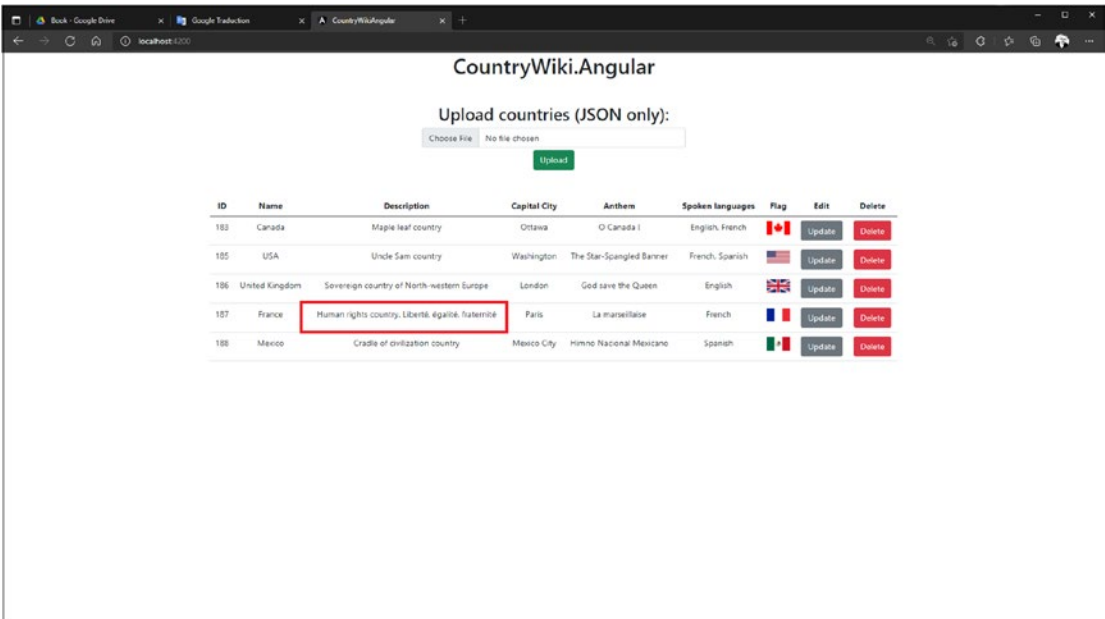 Book - Google Drive
Google Traduction
CountryWikiAngular
localhost:4200
CountryWiki.Angular
Upload countries (JSON only):
Choose File No file chosen
Upload
ID Name Description Capital City Anthem Spoken languages Flag Edit Delete
183 Canada Maple leaf country Ottawa O Canada ! English, French Update Delete
185 USA Uncle Sam country Washington The Star-Spangled Banner French, Spanish Update Delete
186 United Kingdom Sovereign country of North-western Europe London God save the Queen English Update Delete
187 France Human rights country, Liberté, égalité, fraternité Paris La marseillaise French Update Delete
188 Mexico Cradle of civilization country Mexico City Himno Nacional Mexicano Spanish Update Delete